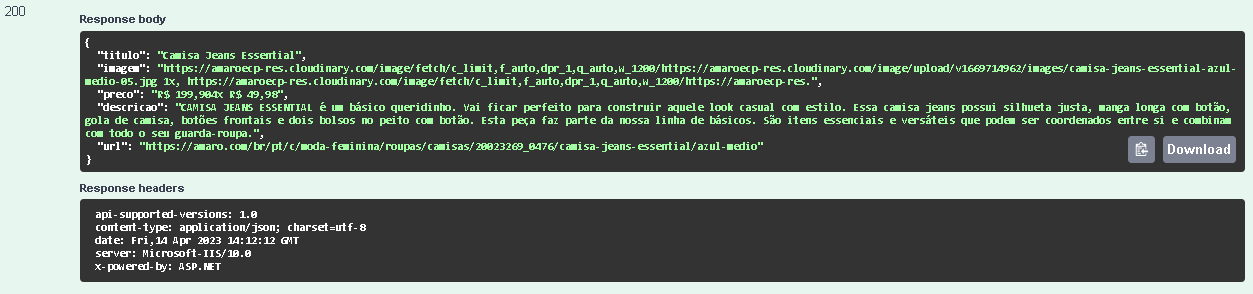 200
Response body
{
"titulo": "Camisa Jeans Essential",
"imagem": "https://amaroecp-res.cloudinary.com/image/fetch/c_limit,f_auto,dpr_1,q_auto,w_1200/https://amaroecp-res.cloudinary.com/image/upload/v1669714962/images/camisa-jeans-essential-azul-
medio-05.jpg 1x, https://amaroecp-res.cloudinary.com/image/fetch/c_limit,f_auto,dpr_1,q_auto,w_1200/https://amaroecp-res.",
"preco": "R$ 199,904x R$ 49,98",
"descricao": "CAMISA JEANS ESSENTIAL é um básico queridinho. Vai ficar perfeito para construir aquele look casual com estilo. Essa camisa jeans possui silhueta justa, manga longa com botão,
gola de camisa, botões frontais e dois bolsos no peito com botão. Esta peça faz parte da nossa linha de básicos. São itens essenciais e versáteis que podem ser coordenados entre si e combinam
com todo o seu guarda-roupa.",
"url": "https://amaro.com/br/pt/c/moda-feminina/roupas/camisas/20023269_0476/camisa-jeans-essential/azul-medio"
}
Download
Response headers
api-supported-versions: 1.0
content-type: application/json; charset=utf-8
date: Fri,14 Apr 2023 14:12:12 GMT
server: Microsoft-IIS/10.0
x-powered-by: ASP.NET